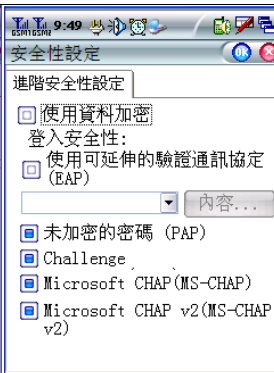 GSM1 GSM2 9:49
安全性設定
進階安全性設定
使用資料加密
登入安全性:
使用可延伸的驗證通訊協定
(EAP)
內容...
未加密的密碼 (PAP)
Challenge
Microsoft CHAP(MS-CHAP)
Microsoft CHAP v2(MS-CHAP
v2)